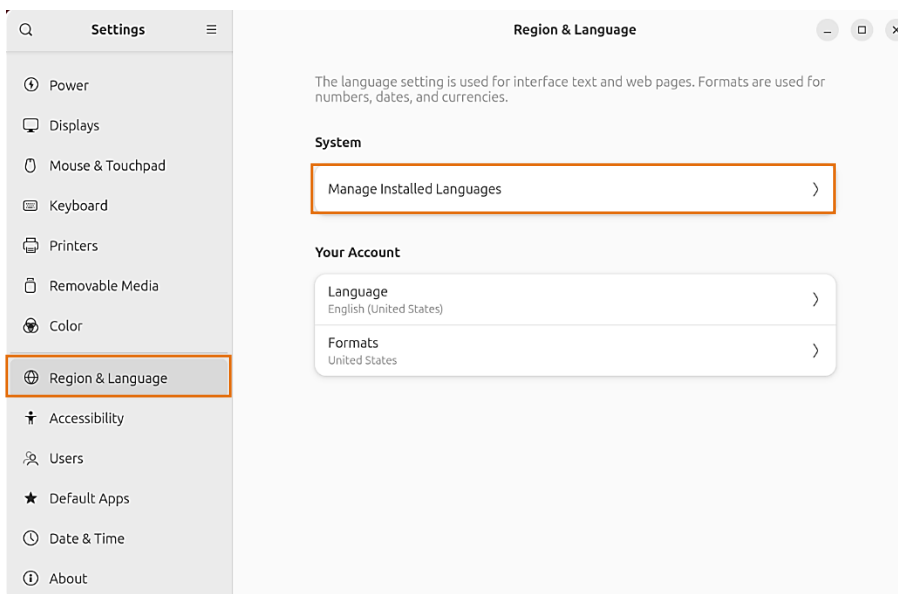 Settings
Power
Displays
Mouse & Touchpad
Keyboard
Printers
Removable Media
Color
Region & Language
Accessibility
Users
Default Apps
Date & Time
About
Region & Language
The language setting is used for interface text and web pages. Formats are used for
numbers, dates, and currencies.
System
Manage Installed Languages
Your Account
Language
English (United States)
Formats
United States